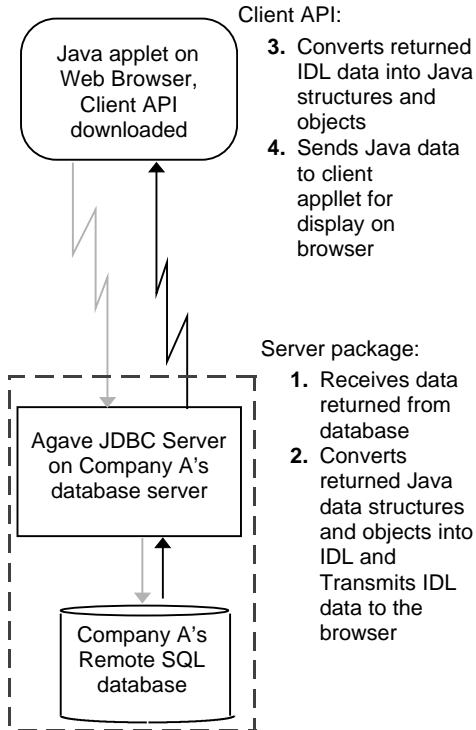 Client API:
3. Converts returned
IDL data into Java
structures and
objects
4. Sends Java data
to client
appllet for
display on
browser
Java applet on
Web Browser,
Client API
downloaded
Server package:
1. Receives data
returned from
database
2. Converts
returned Java
data structures
and objects into
IDL and
Transmits IDL
data to the
browser
Agave JDBC Server
on Company A's
database server
Company A's
Remote SQL
database